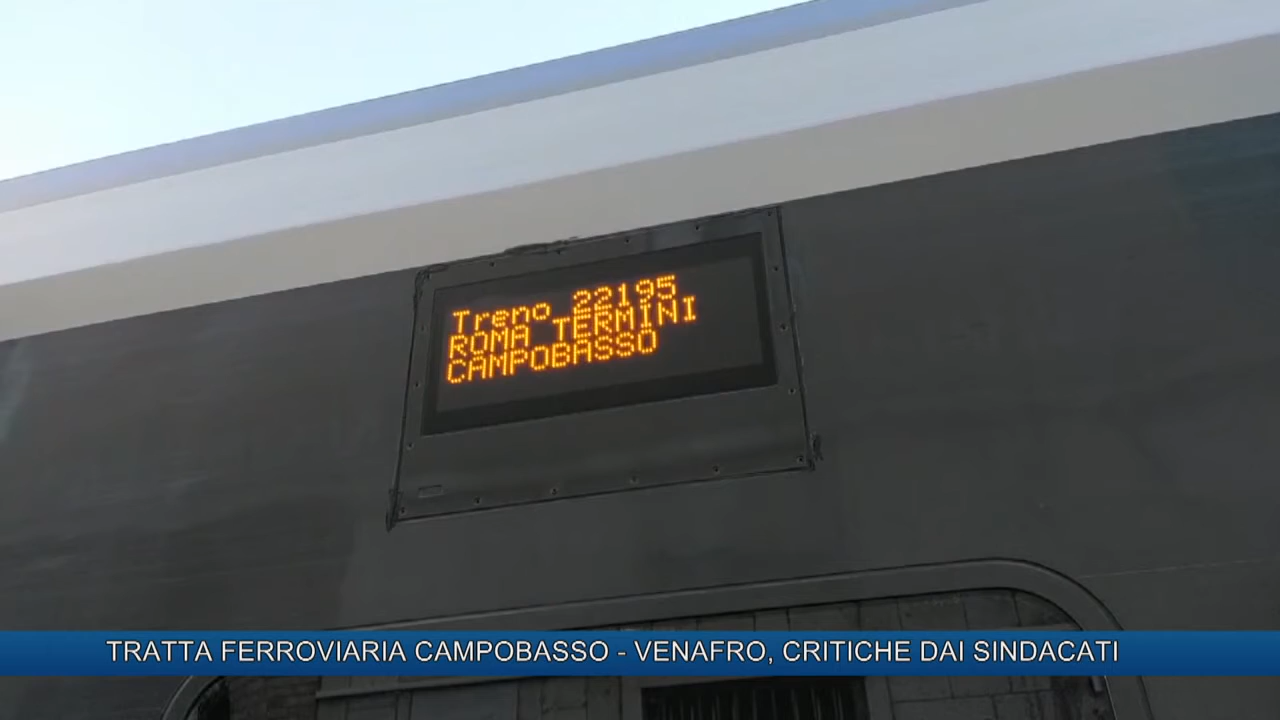 Treno 22195
ROMA TERMINI
CAMPOBASSO
TRATTA FERROVIARIA CAMPOBASSO - VENAFRO, CRITICHE DAI SINDACATI